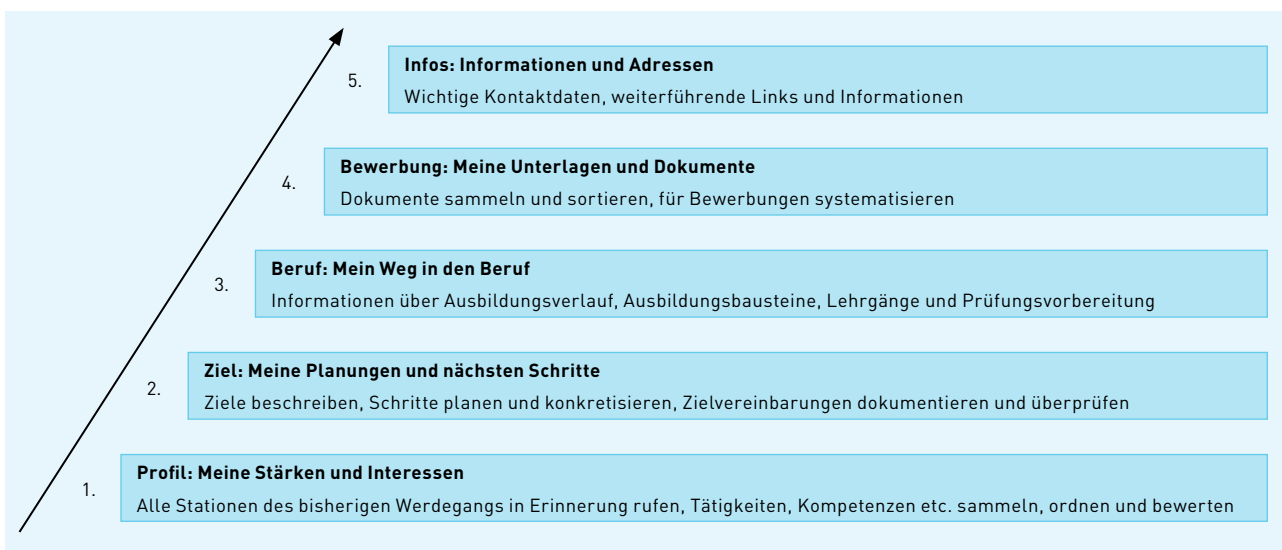 5.
Infos: Informationen und Adressen
Wichtige Kontaktdaten, weiterführende Links und Informationen
4.
Bewerbung: Meine Unterlagen und Dokumente
Dokumente sammeln und sortieren, für Bewerbungen systematisieren
3.
Beruf: Mein Weg in den Beruf
Informationen über Ausbildungsverlauf, Ausbildungsbausteine, Lehrgänge und Prüfungsvorbereitung
2.
Ziel: Meine Planungen und nächsten Schritte
Ziele beschreiben, Schritte planen und konkretisieren, Zielvereinbarungen dokumentieren und überprüfen
1.
Profil: Meine Stärken und Interessen
Alle Stationen des bisherigen Werdegangs in Erinnerung rufen, Tätigkeiten, Kompetenzen etc. sammeln, ordnen und bewerten